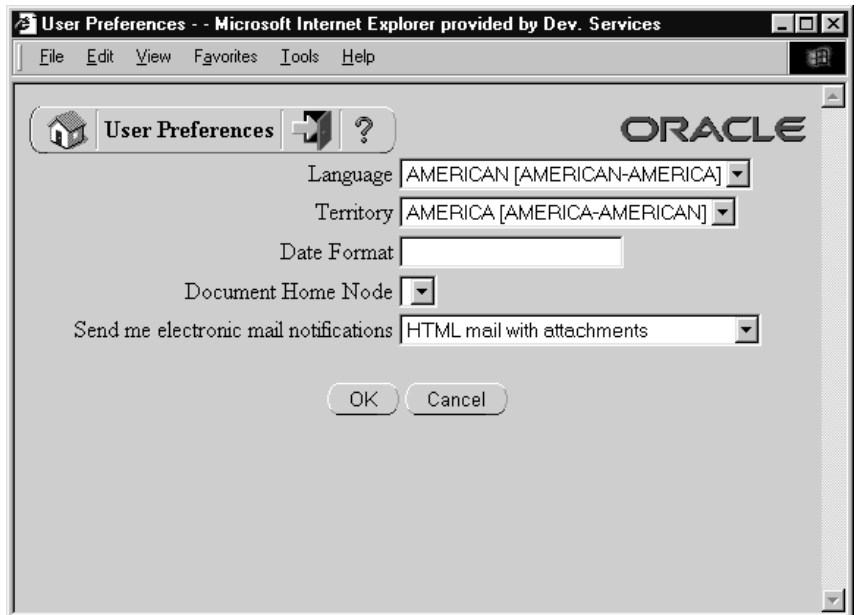 User Preferences - - Microsoft Internet Explorer provided by Dev. Services
File Edit View Favorites Tools Help
User Preferences ? ORACLE
Language AMERICAN [AMERICAN-AMERICA]
Territory AMERICA [AMERICA-AMERICAN]
Date Format
Document Home Node
Send me electronic mail notifications HTML mail with attachments
OK Cancel